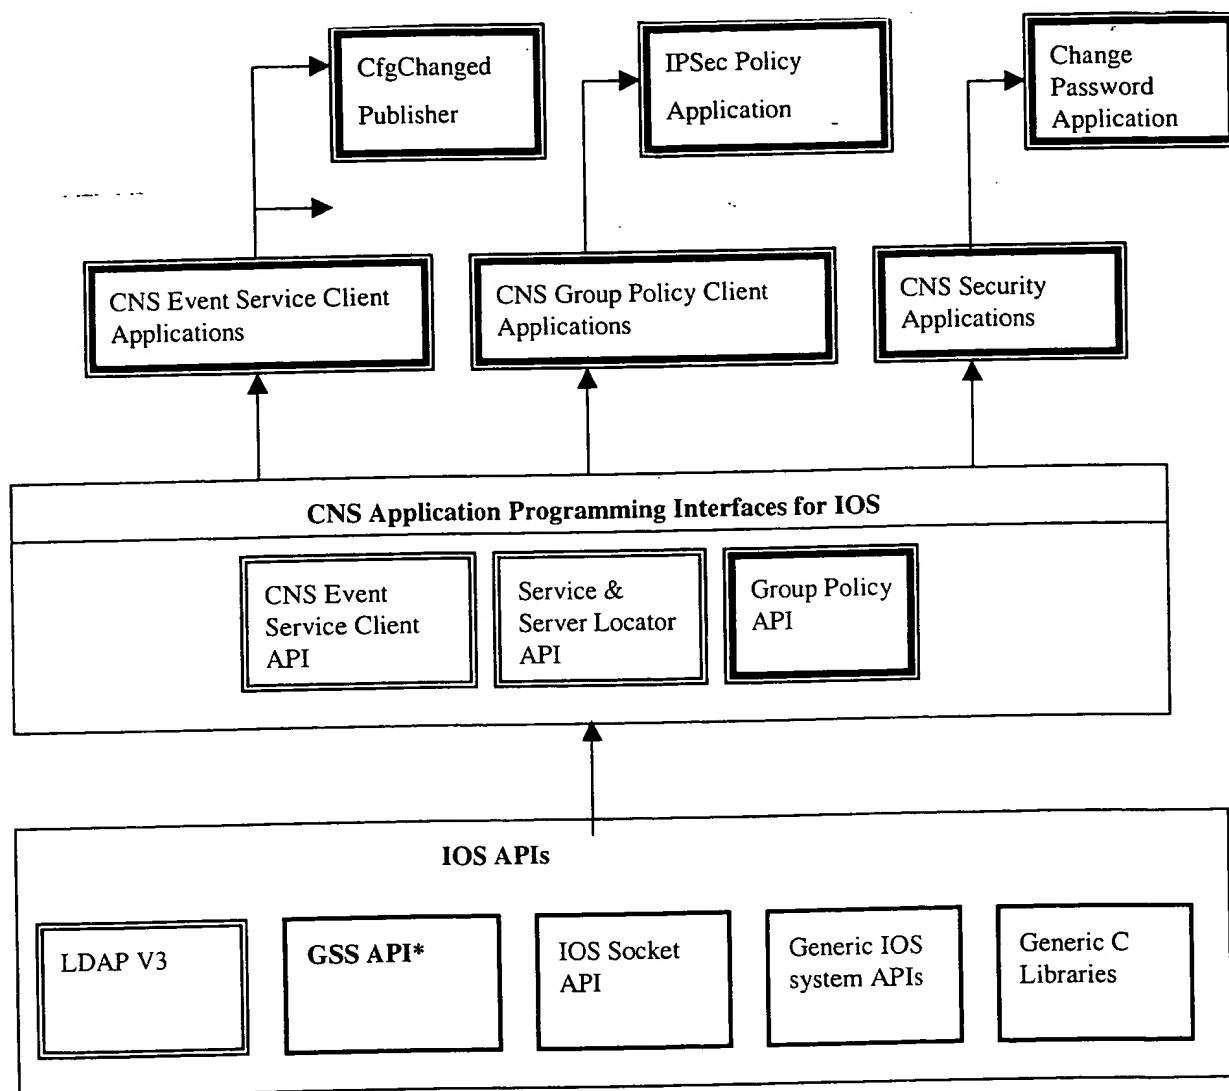 CfgChanged
Publisher
IPSec Policy
Application
Change
Password
Application
CNS Event Service Client
Applications
CNS Group Policy Client
Applications
CNS Security
Applications
CNS Application Programming Interfaces for IOS
CNS Event
Service Client
API
Service &
Server Locator
API
Group Policy
API
IOS APIs
LDAP V3
GSS API*
IOS Socket
API
Generic IOS
system APIs
Generic C
Libraries